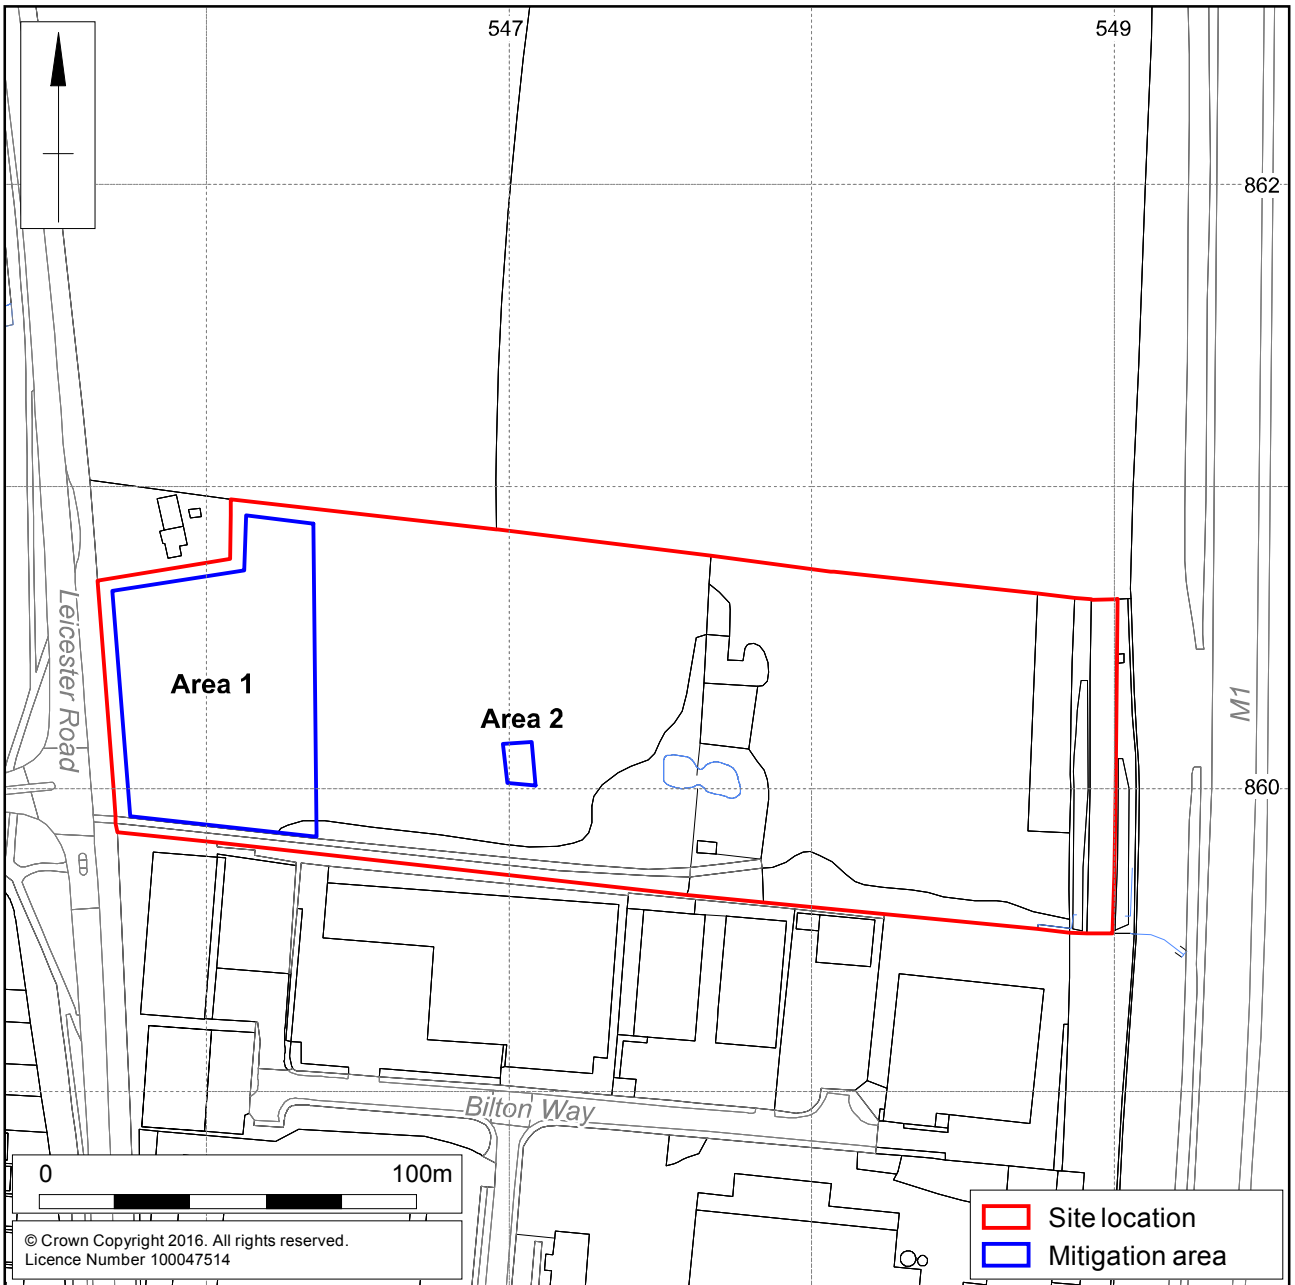 547
549
862
Area 1
Area 2
Leicester Road
M1
860
Bilton Way
0 100m
© Crown Copyright 2016. All rights reserved.
Licence Number 100047514
Site location
Mitigation area